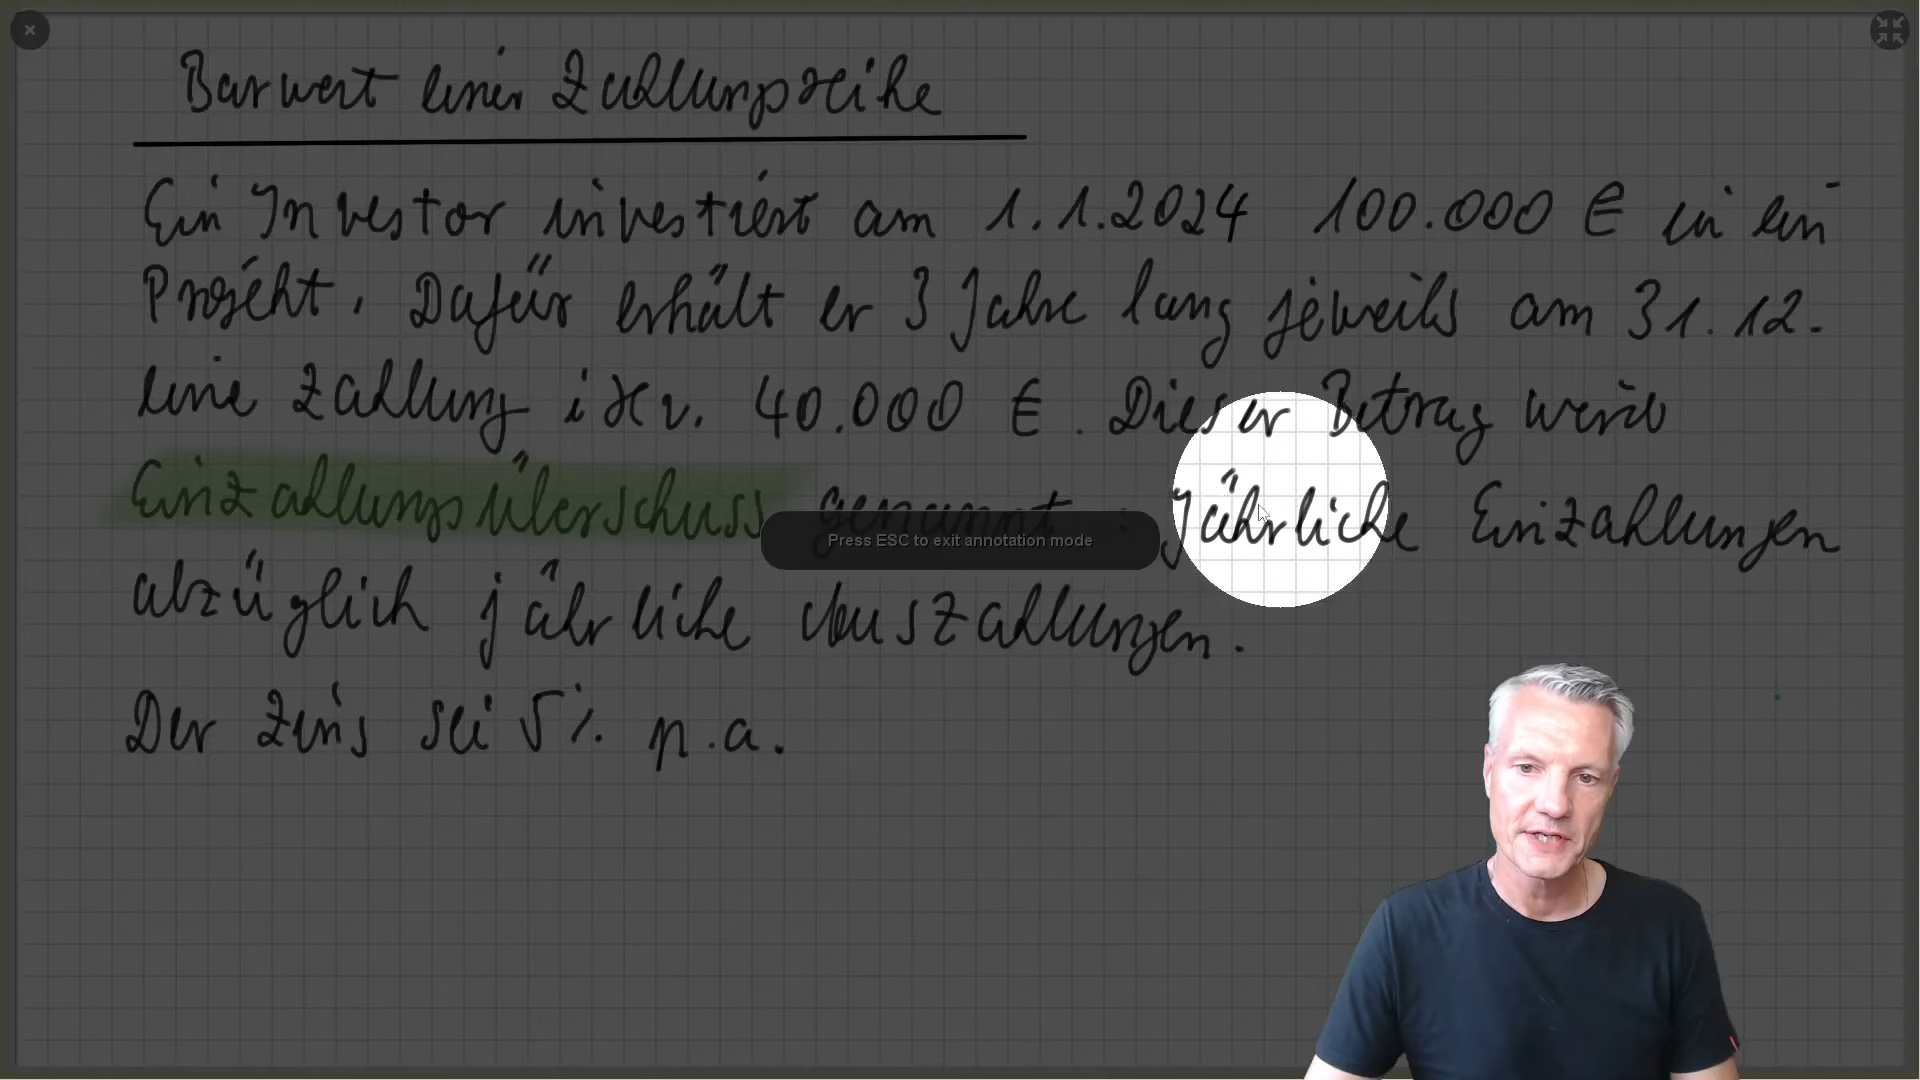 Barwert einer Zahlungsreihe
Ein Investor investiert am 1.1.2024 100.000 € in ein
Projekt. Dafür erhält er 3 Jahre lang jeweils am 31.12.
eine Zahlung i H v. 40.000 €. Dieser Betrag wird
Einzahlungsüberschuss genannt: Jährliche Einzahlungen
Press ESC to exit annotation mode
abzüglich jährliche Auszahlungen.
Der Zins sei 5% p.a.